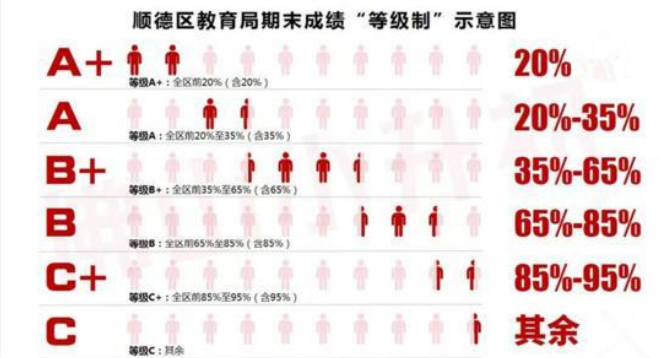 顺德区教育局期末成绩“等级制”示意图
A+ 20%
等级A+：全区前20%（含20%）
A 20%-35%
等级A：全区前20%至35%（含35%）
B+ 35%-65%
等级B+：全区前35%至65%（含65%）
B 65%-85%
等级B：全区前65%至85%（含85%）
C+ 85%-95%
等级C+：全区前85%至95%（含95%）
C 其余
等级C：其余